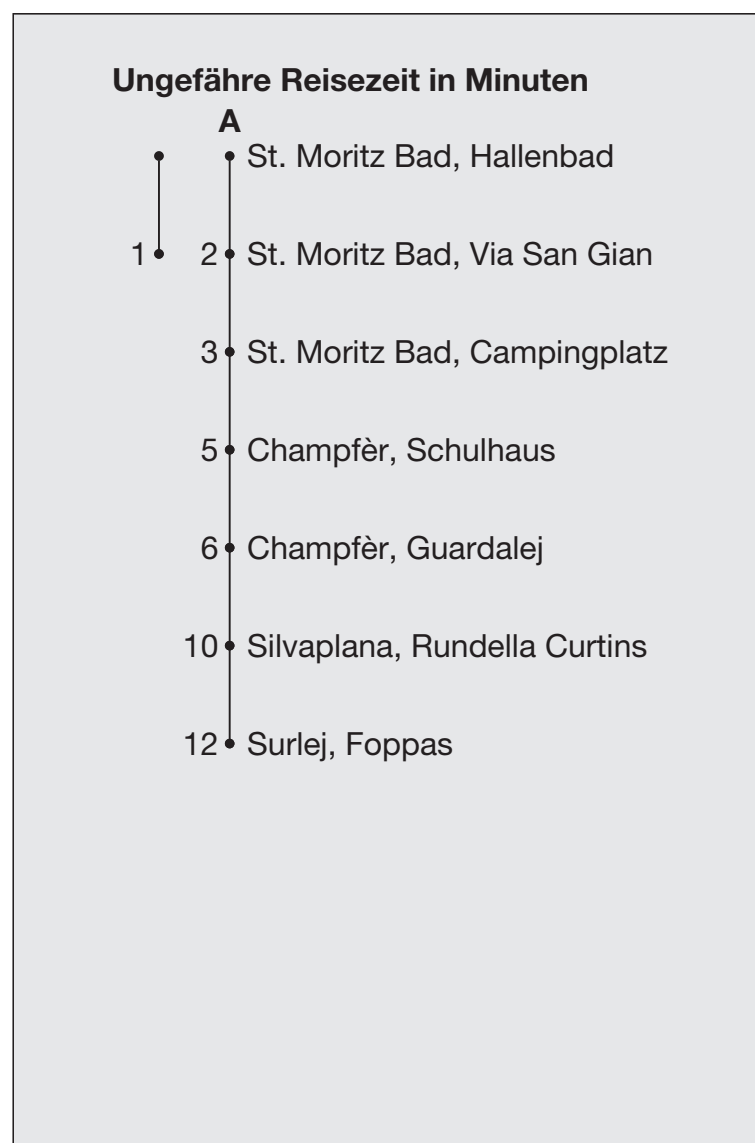 Ungefähre Reisezeit in Minuten
A
St. Moritz Bad, Hallenbad
1 2 St. Moritz Bad, Via San Gian
3 St. Moritz Bad, Campingplatz
5 Champfèr, Schulhaus
6 Champfèr, Guardalej
10 Silvaplana, Rundella Curtins
12 Surlej, Foppas